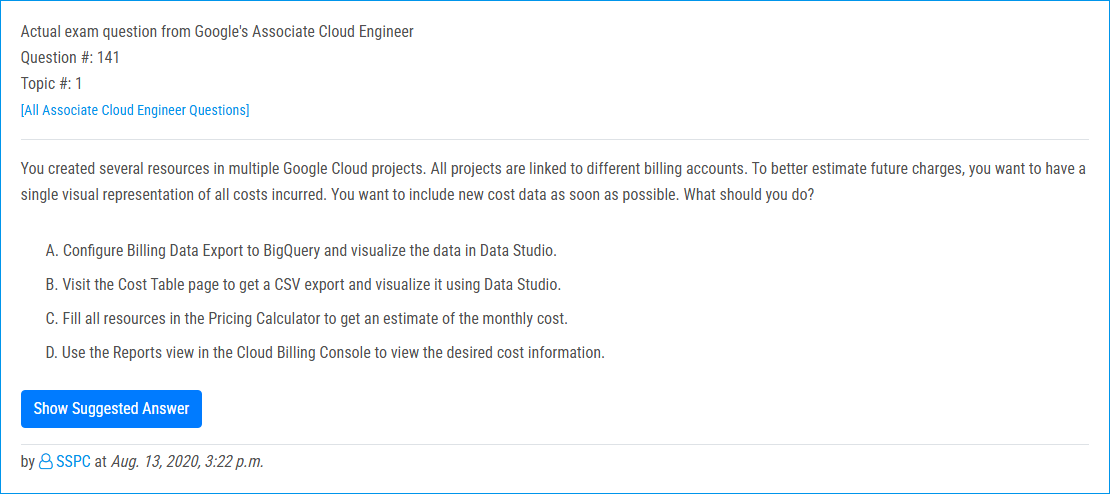 Actual exam question from Google's Associate Cloud Engineer
Question #: 141
Topic #: 1
[All Associate Cloud Engineer Questions]
You created several resources in multiple Google Cloud projects. All projects are linked to different billing accounts. To better estimate future charges, you want to have a
single visual representation of all costs incurred. You want to include new cost data as soon as possible. What should you do?
A. Configure Billing Data Export to BigQuery and visualize the data in Data Studio.
B. Visit the Cost Table page to get a CSV export and visualize it using Data Studio.
C. Fill all resources in the Pricing Calculator to get an estimate of the monthly cost.
D. Use the Reports view in the Cloud Billing Console to view the desired cost information.
Show Suggested Answer
by SSPC at Aug. 13, 2020, 3:22 p.m.